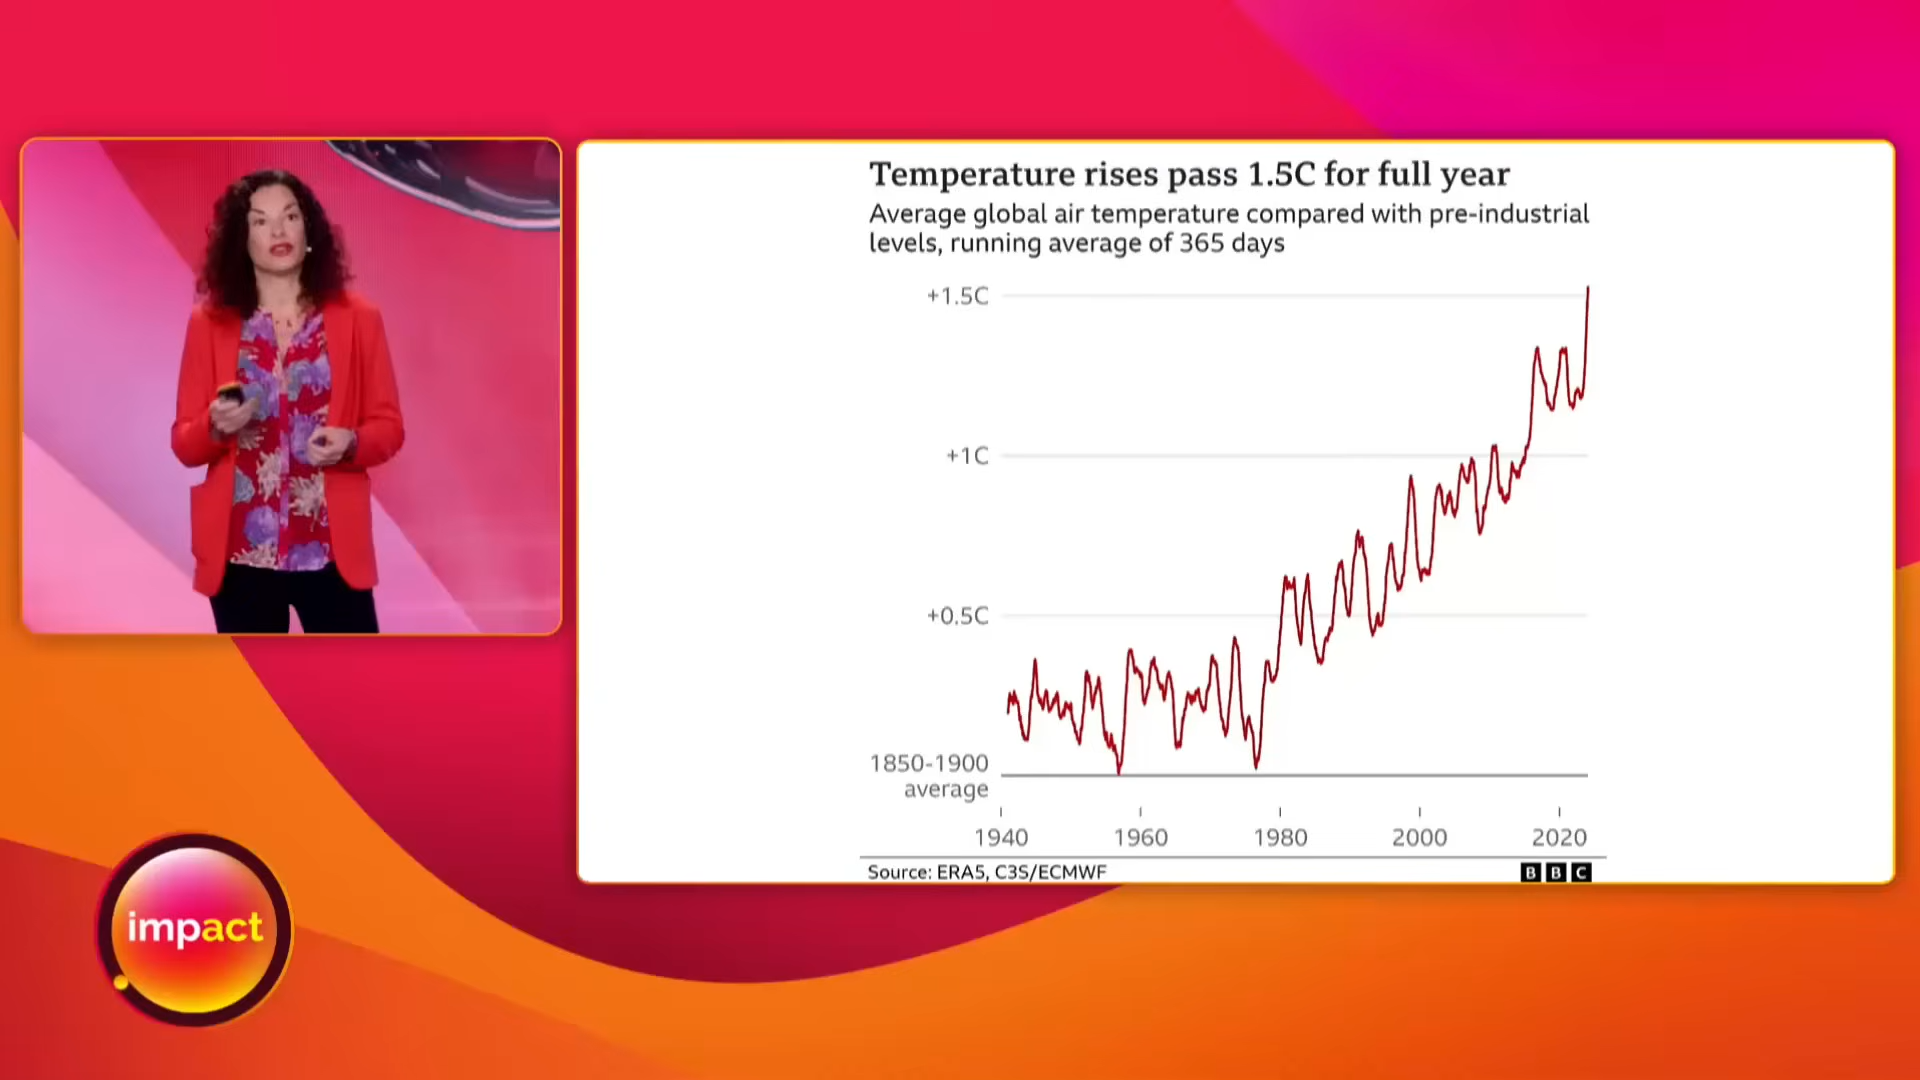 Temperature rises pass 1.5C for full year
Average global air temperature compared with pre-industrial
levels, running average of 365 days
+1.5C
+1C
+0.5C
1850-1900
average
1940 1960 1980 2000 2020
Source: ERA5, C3S/ECMWF
BBC
impact